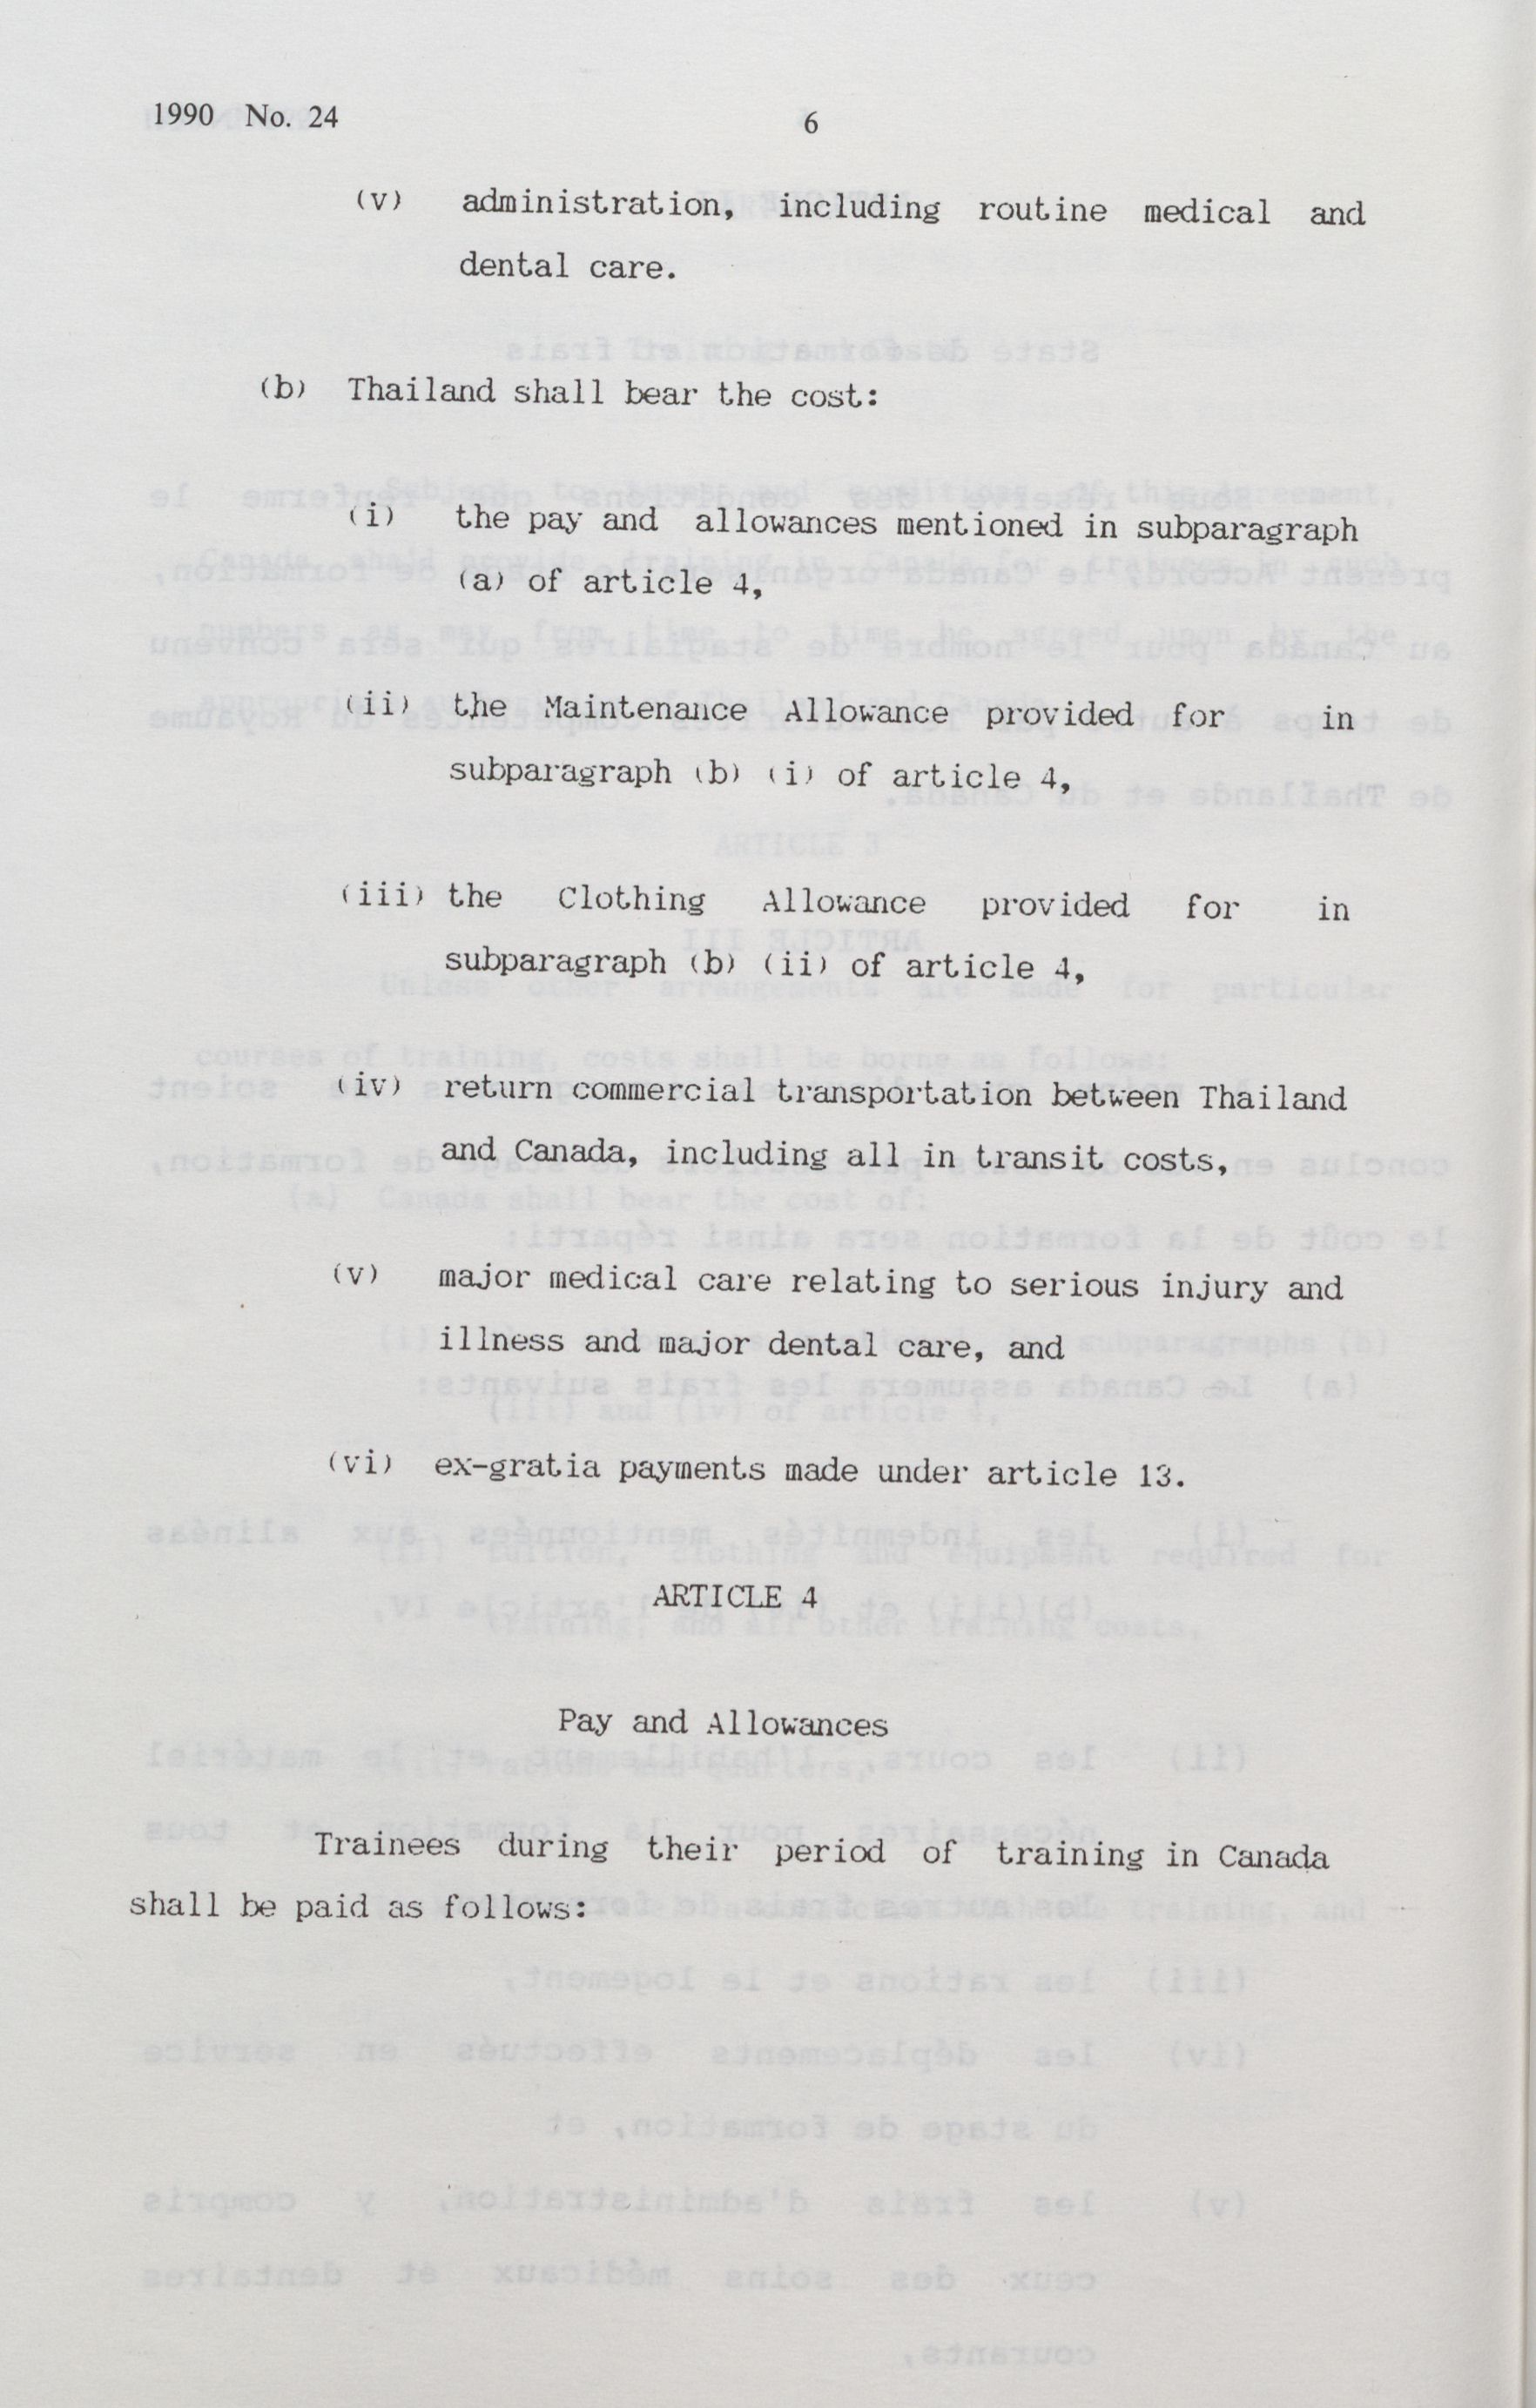 1990 No. 24
6
(v) administration, including routine medical and
dental care.
(b) Thailand shall bear the cost:
(i) the pay and allowances mentioned in subparagraph
(a) of article 4,
(ii) the Maintenance Allowance provided for in
subparagraph (b) (i) of article 4,
(iii) the Clothing Allowance provided for in
subparagraph (b) (ii) of article 4,
(iv) return commercial transportation between Thailand
and Canada, including all in transit costs,
(v) major medical care relating to serious injury and
illness and major dental care, and
(vi) ex-gratia payments made under article 13.
ARTICLE 4
Pay and Allowances
Trainees during their period of training in Canada
shall be paid as follows: